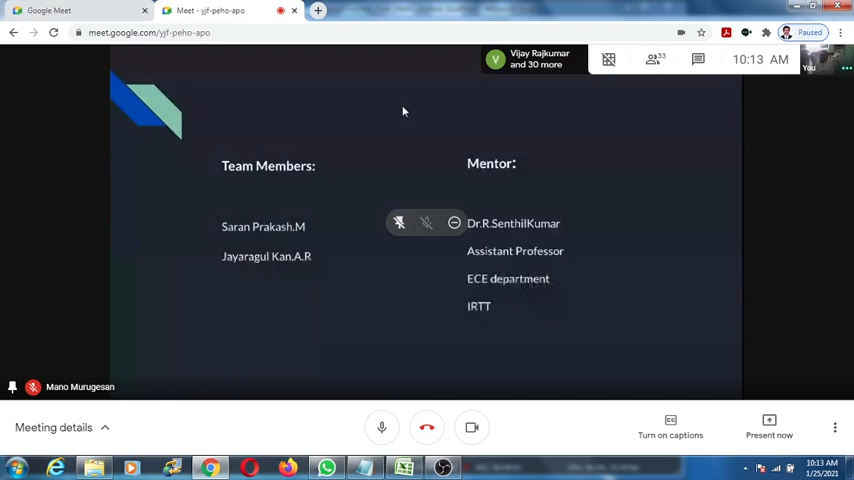 Google Meet
Meet - yjf-peho-apo
meet.google.com/yjf-peho-apo
Paused
V
Vijay Rajkumar
and 30 more
33
10:13 AM
You
Team Members:
Mentor:
Saran Prakash.M
Dr.R.SenthilKumar
Jayaragul Kan.A.R
Assistant Professor
ECE department
IRTT
Mano Murugesan
Meeting details
Turn on captions
Present now
10:13 AM
1/25/2021